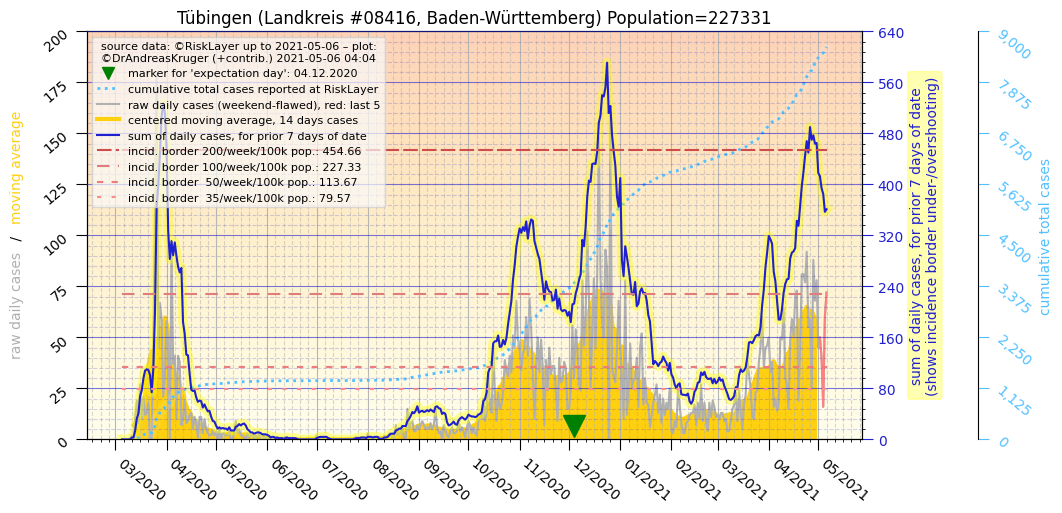 Tübingen (Landkreis #08416, Baden-Württemberg) Population=227331
source data: ©RiskLayer up to 2021-05-06 – plot:
©DrAndreasKruger (+contrib.) 2021-05-06 04:04
marker for 'expectation day': 04.12.2020
cumulative total cases reported at RiskLayer
raw daily cases (weekend-flawed), red: last 5
centered moving average, 14 days cases
sum of daily cases, for prior 7 days of date
incid. border 200/week/100k pop.: 454.66
incid. border 100/week/100k pop.: 227.33
incid. border  50/week/100k pop.: 113.67
incid. border  35/week/100k pop.: 79.57
raw daily cases / moving average
200
175
150
125
100
75
50
25
0
03/2020
04/2020
05/2020
06/2020
07/2020
08/2020
09/2020
10/2020
11/2020
12/2020
01/2021
02/2021
03/2021
04/2021
05/2021
640
560
480
400
320
240
160
80
0
sum of daily cases, for prior 7 days of date
(shows incidence border under-/overshooting)
9,000
7,875
6,750
5,625
4,500
3,375
2,250
1,125
0
cumulative total cases